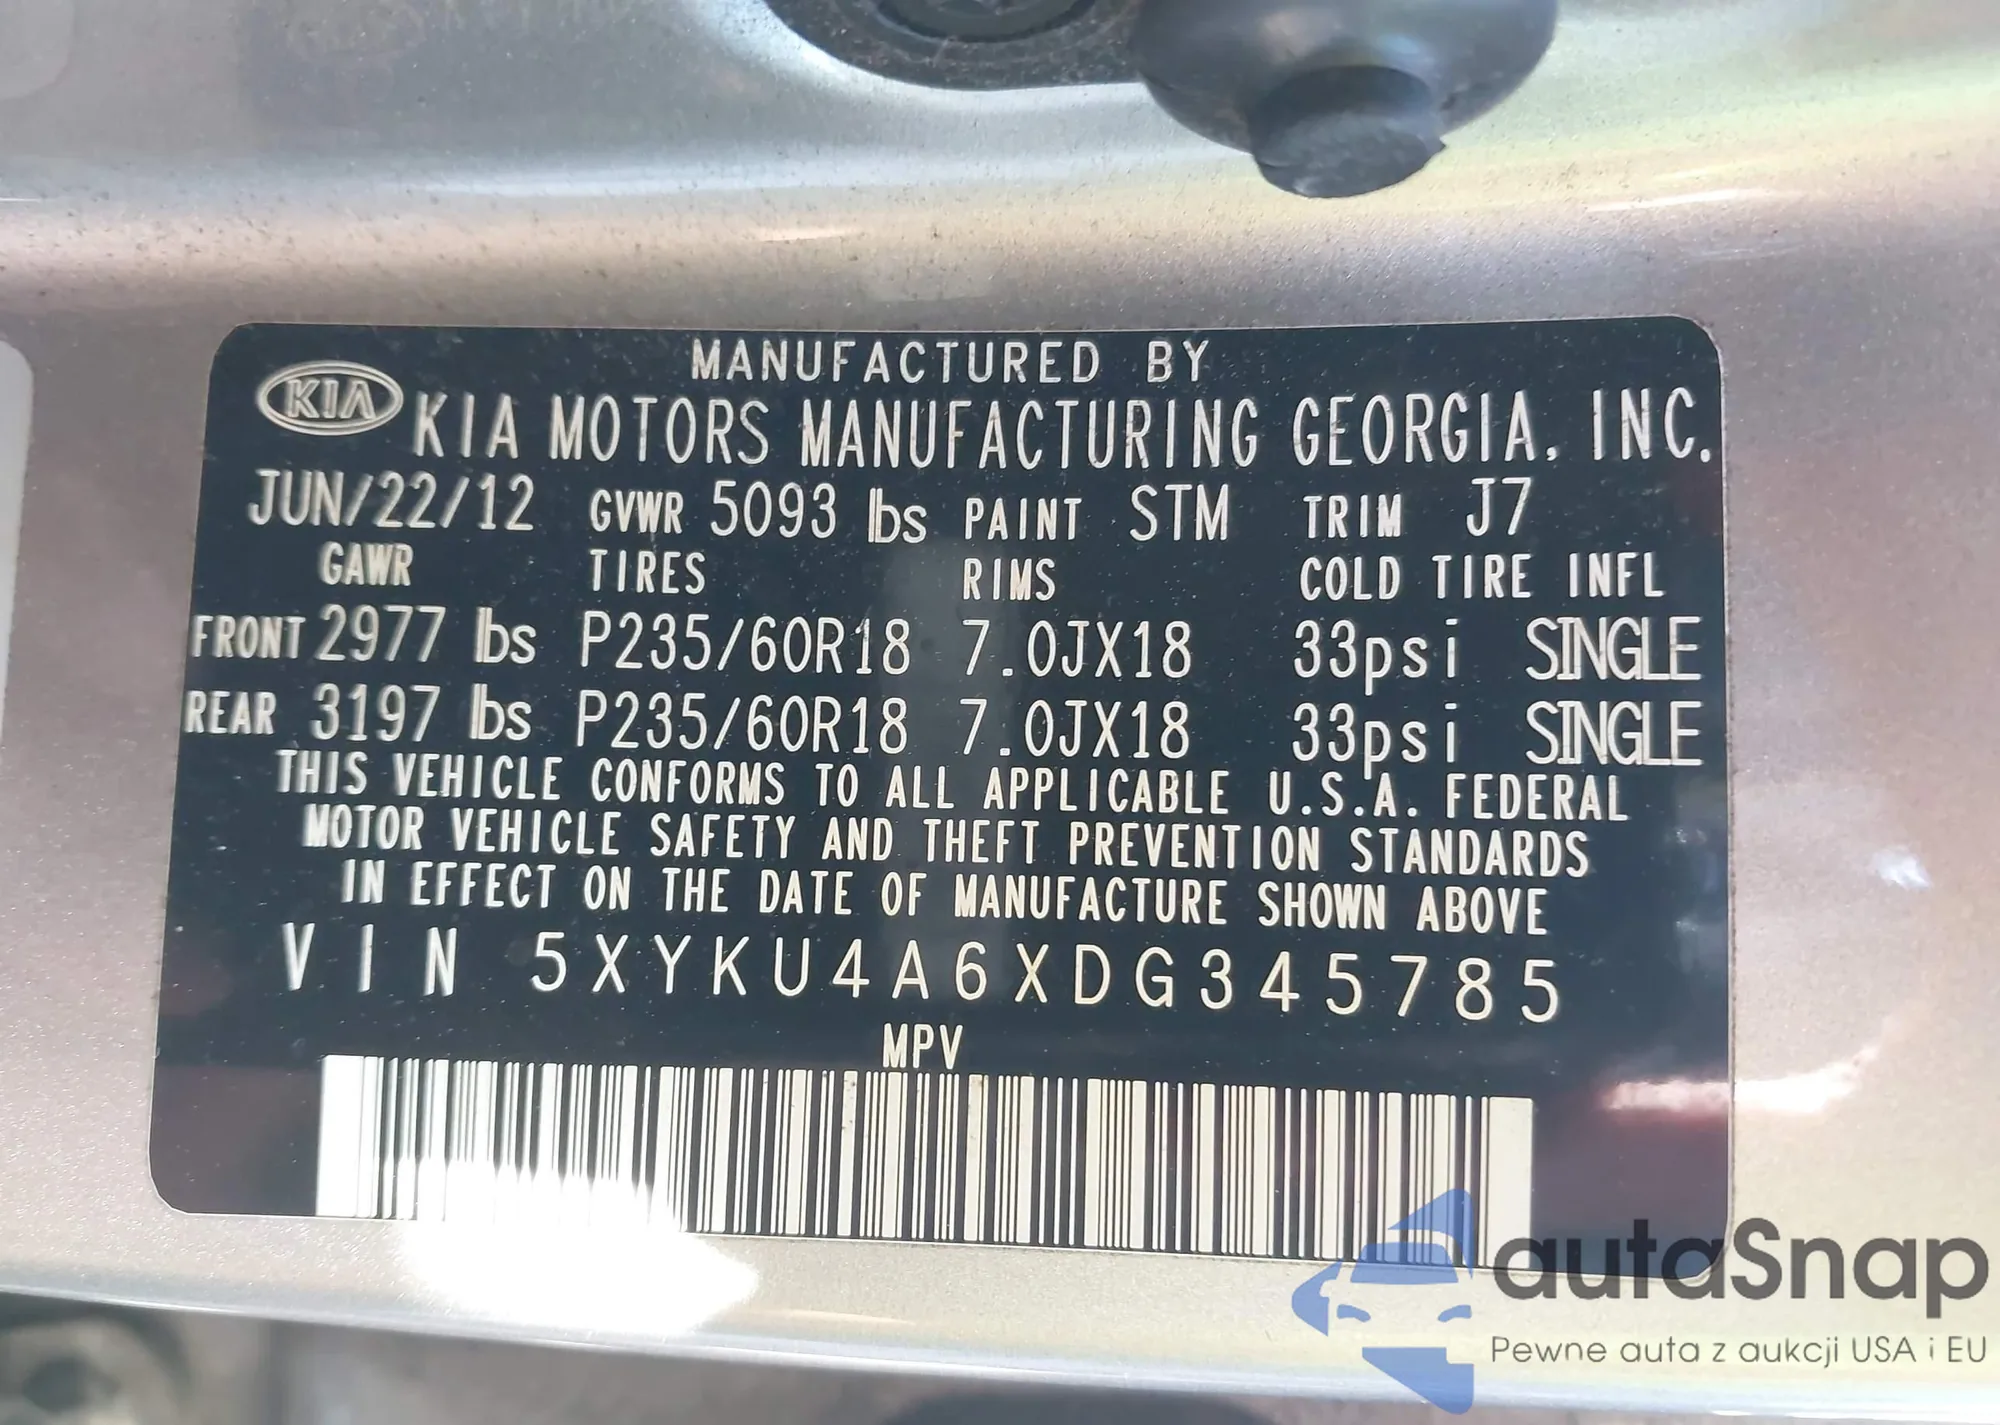 MANUFACTURED BY
KIA KIA MOTORS MANUFACTURING GEORGIA, INC.
JUN/22/12 GVWR 5093 lbs PAINT STM TRIM J7
GAWR TIRES RIMS COLD TIRE INFL
FRONT 2977 lbs P235/60R18 7.0JX18 33psi SINGLE
REAR 3197 lbs P235/60R18 7.0JX18 33psi SINGLE
THIS VEHICLE CONFORMS TO ALL APPLICABLE U.S.A. FEDERAL
MOTOR VEHICLE SAFETY AND THEFT PREVENTION STANDARDS
IN EFFECT ON THE DATE OF MANUFACTURE SHOWN ABOVE
VIN 5XYKU4A6XDG345785
MPV
autaSnap
Pewne auta z aukcji USA i EU